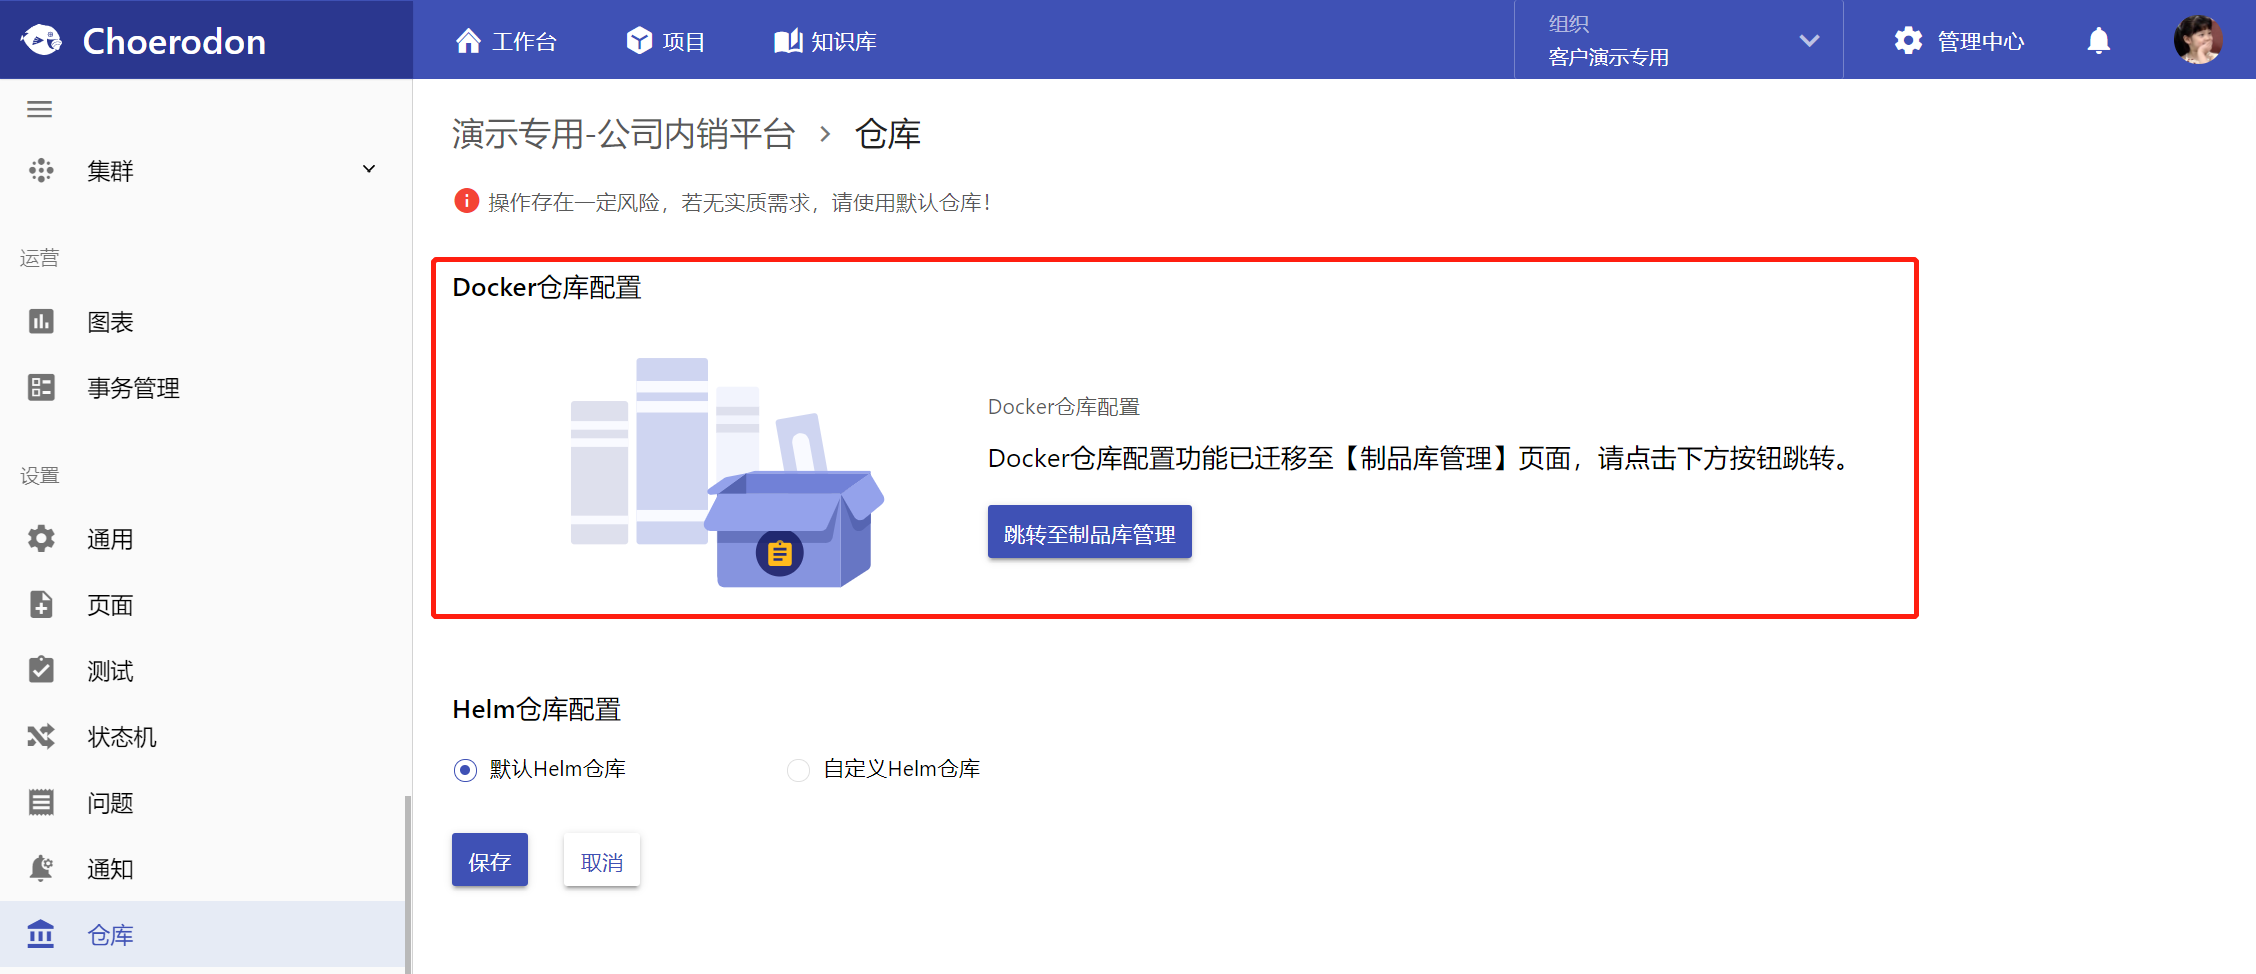 Choerodon
工作台
项目
知识库
组织
客户演示专用
管理中心
集群
运营
图表
事务管理
设置
通用
页面
测试
状态机
问题
通知
仓库
演示专用-公司内销平台 › 仓库
操作存在一定风险，若无实质需求，请使用默认仓库！
Docker仓库配置
Docker仓库配置
Docker仓库配置功能已迁移至【制品库管理】页面，请点击下方按钮跳转。
跳转至制品库管理
Helm仓库配置
默认Helm仓库
自定义Helm仓库
保存
取消